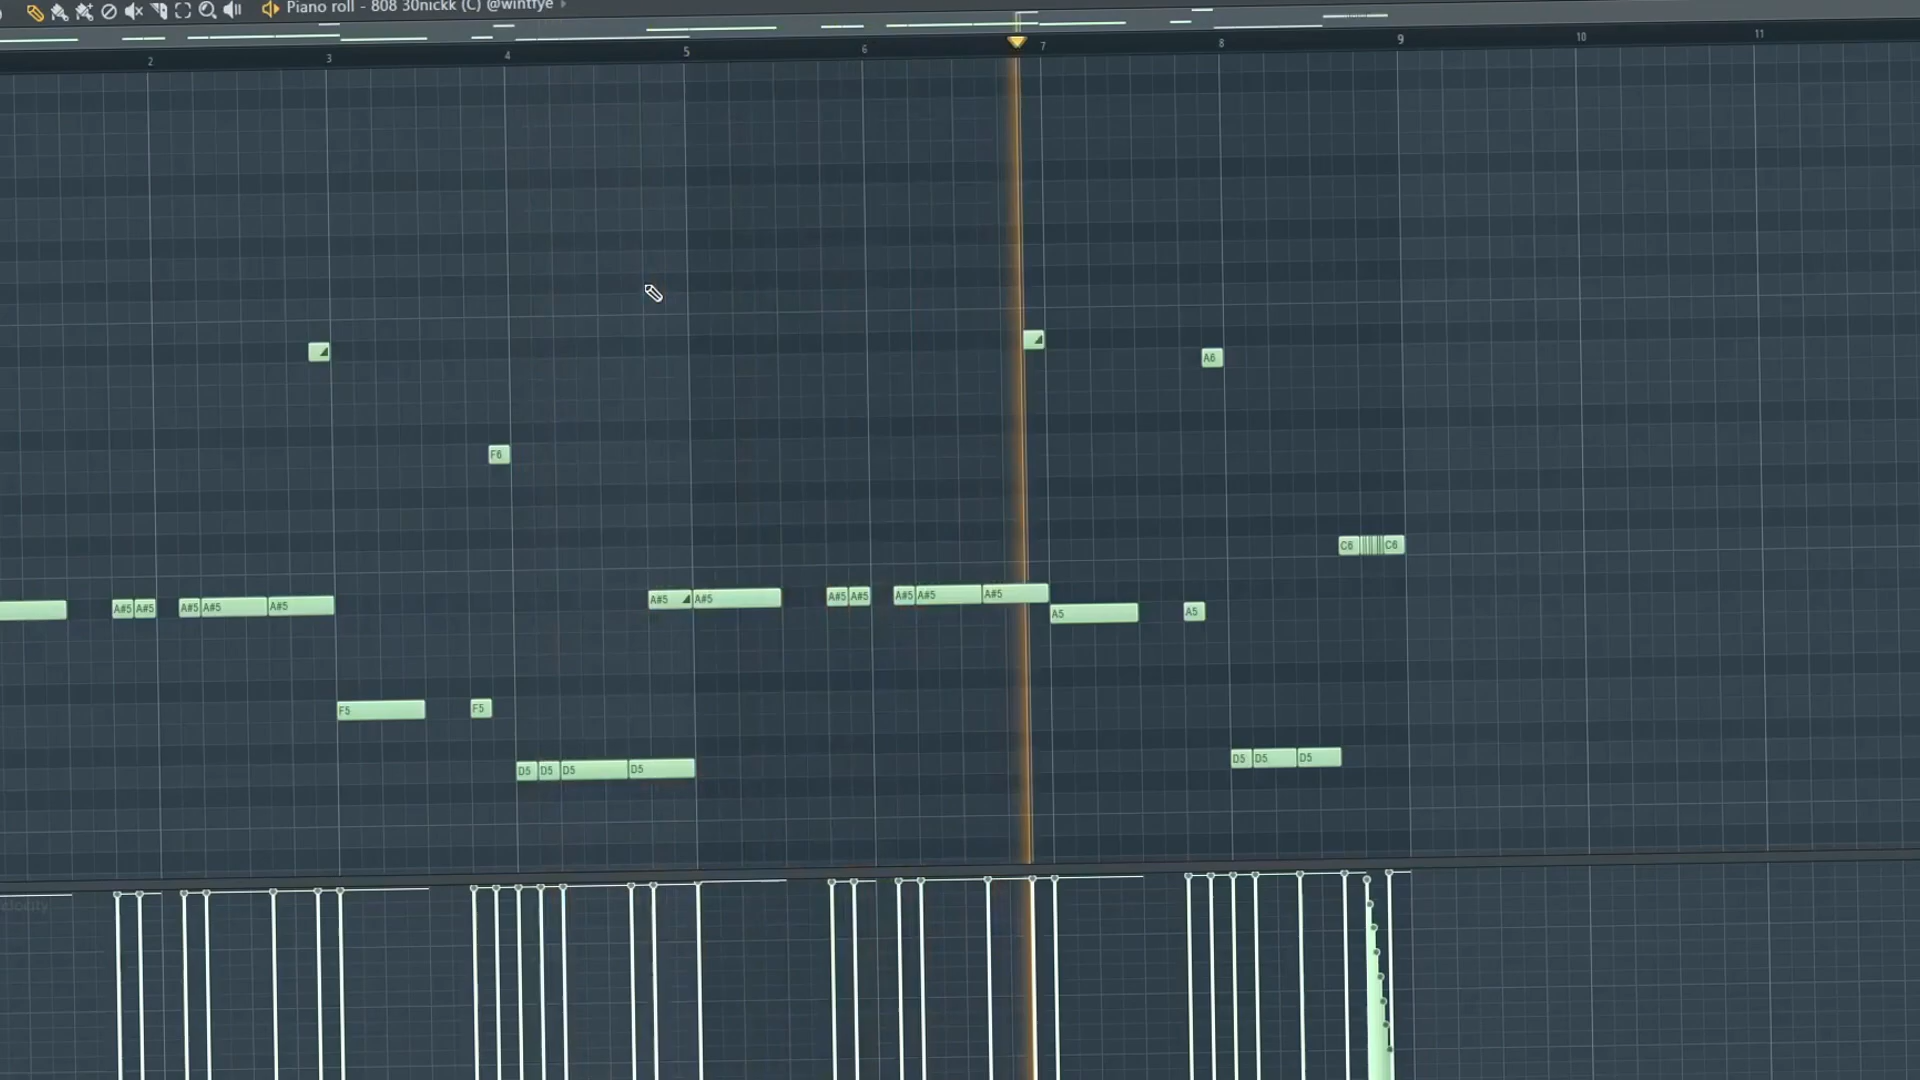 Piano roll - 808 30nickk (C) @wintfye
2 3 4 5 6 7 8 9 10 11
F6 A6
C6 C6
A#5 A#5 A#5 A#5 A#5 A#5 A#5 A#5 A#5 A#5 A#5 A#5
A5 A5
F5 F5
D5 D5 D5 D5 D5 D5 D5